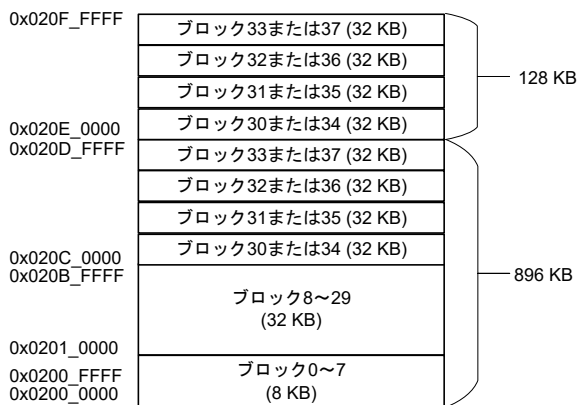 0x020F_FFFF
ブロック33または37 (32 KB)
ブロック32または36 (32 KB)
ブロック31または35 (32 KB)
128 KB
0x020E_0000
ブロック30または34 (32 KB)
0x020D_FFFF
ブロック33または37 (32 KB)
ブロック32または36 (32 KB)
ブロック31または35 (32 KB)
0x020C_0000
ブロック30または34 (32 KB)
0x020B_FFFF
896 KB
ブロック8～29
(32 KB)
0x0201_0000
0x0200_FFFF
ブロック0～7
0x0200_0000
(8 KB)